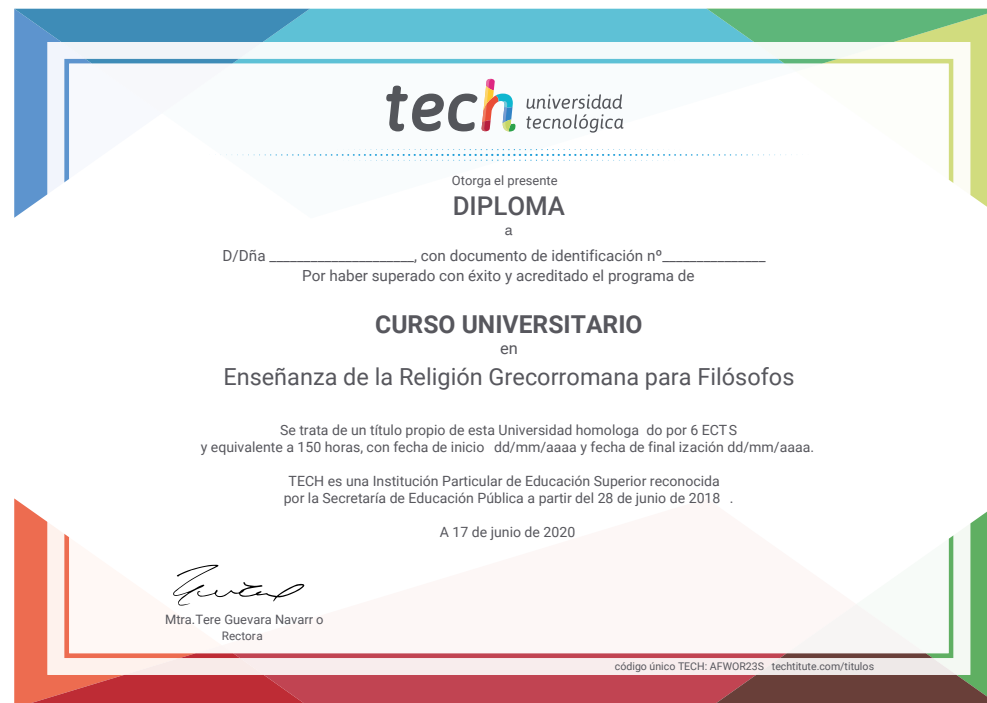 tech universidad
tecnológica
Otorga el presente
DIPLOMA
a
D/Dña ______________________, con documento de identificación nº________________
Por haber superado con éxito y acreditado el programa de
CURSO UNIVERSITARIO
en
Enseñanza de la Religión Grecorromana para Filósofos
Se trata de un título propio de esta Universidad homologa do por 6 ECTS
y equivalente a 150 horas, con fecha de inicio dd/mm/aaaa y fecha de final ización dd/mm/aaaa.
TECH es una Institución Particular de Educación Superior reconocida
por la Secretaría de Educación Pública a partir del 28 de junio de 2018 .
A 17 de junio de 2020
Mtra.Tere Guevara Navarr o
Rectora
código único TECH: AFWOR23S techtitute.com/titulos